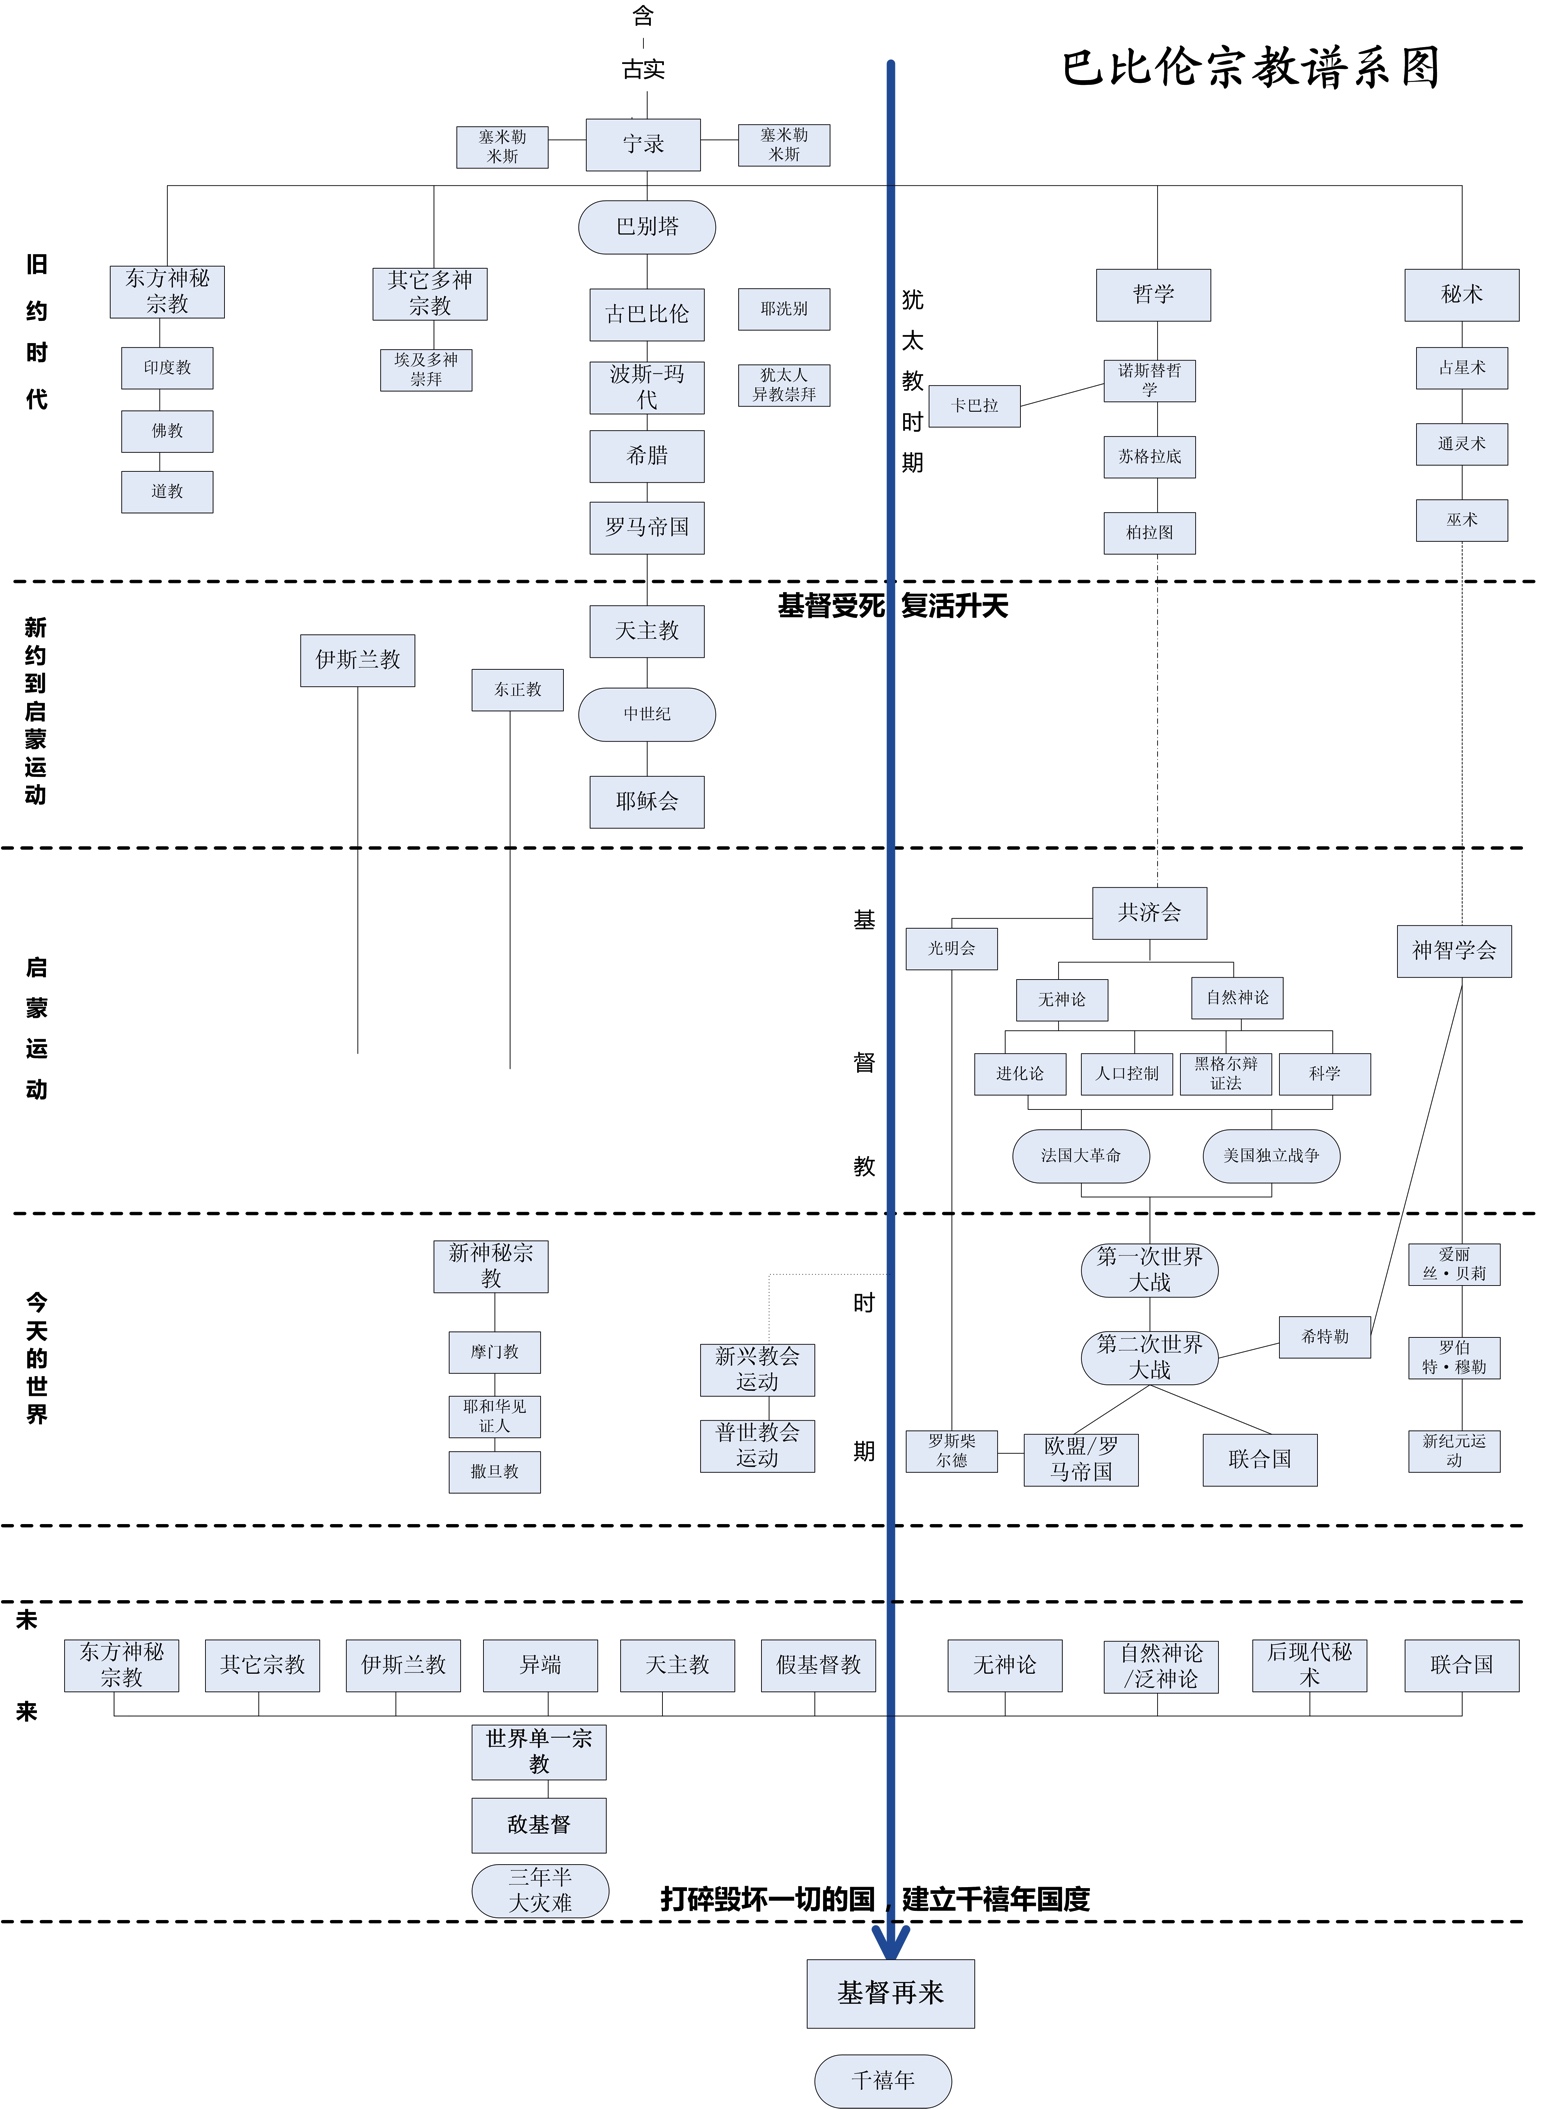 含
古实
巴比伦宗教谱系图
塞米勒
米斯
宁录
塞米勒
米斯
巴别塔
旧约时代
东方神秘
宗教
其它多神
宗教
古巴比伦
耶洗别
犹太教时期
哲学
秘术
印度教
埃及多神
崇拜
波斯-玛
代
犹太人
异教崇拜
卡巴拉
诺斯替哲
学
占星术
佛教
希腊
苏格拉底
通灵术
道教
罗马帝国
柏拉图
巫术
基督受死 复活升天
新约到启蒙运动
伊斯兰教
东正教
天主教
中世纪
耶稣会
启蒙运动
基督教时期
共济会
光明会
神智学会
无神论
自然神论
进化论
人口控制
黑格尔辩
证法
科学
法国大革命
美国独立战争
今天的世界
新神秘宗
教
第一次世界
大战
爱丽
丝·贝莉
摩门教
新兴教会
运动
第二次世界
大战
希特勒
罗伯
特·穆勒
耶和华见
证人
普世教会
运动
罗斯柴
尔德
欧盟/罗
马帝国
联合国
新纪元运
动
撒旦教
未来
东方神秘
宗教
其它宗教
伊斯兰教
异端
天主教
假基督教
无神论
自然神论
/泛神论
后现代秘
术
联合国
世界单一宗
教
敌基督
三年半
大灾难
打碎毁坏一切的国，建立千禧年国度
基督再来
千禧年